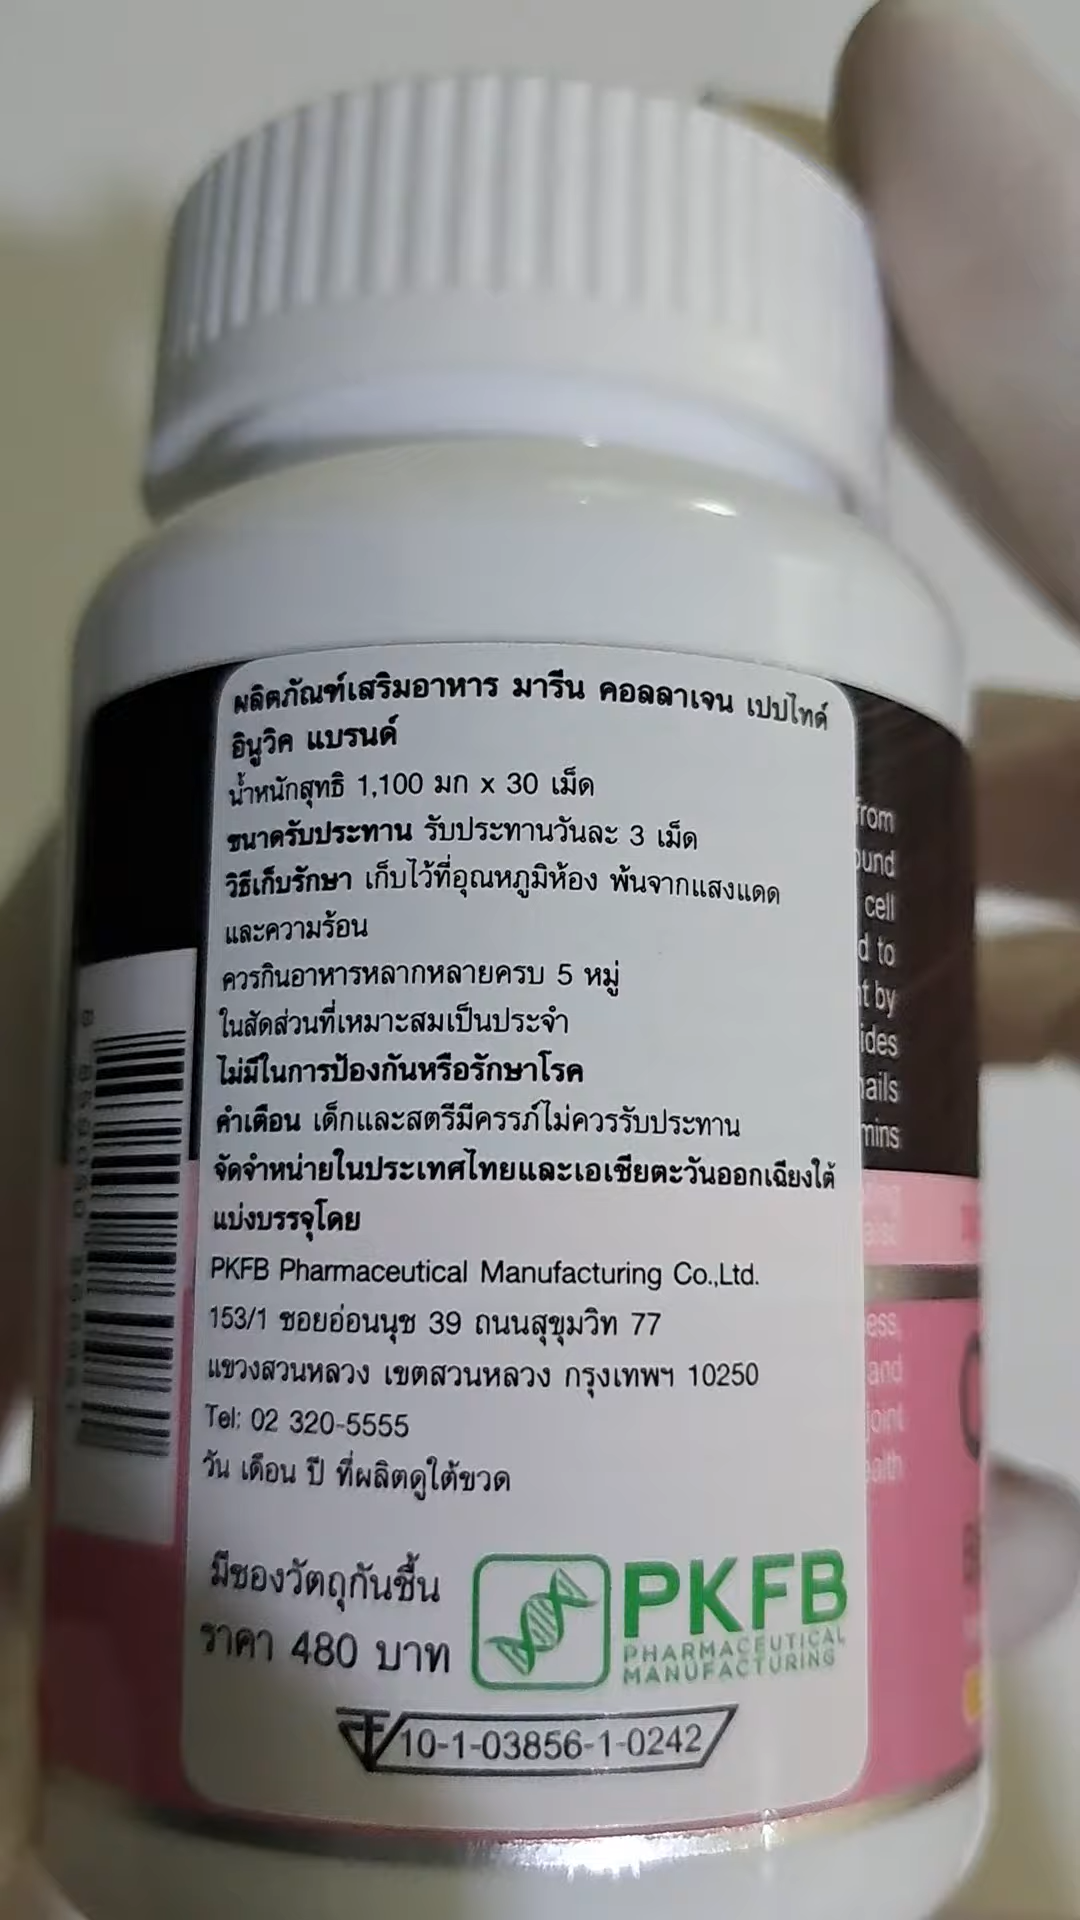 ผลิตภัณฑ์เสริมอาหาร มารีน คอลลาเจน เปปไทด์
อินูวิค แบรนด์
น้ำหนักสุทธิ 1,100 มก x 30 เม็ด
ขนาดรับประทาน รับประทานวันละ 3 เม็ด
วิธีเก็บรักษา เก็บไว้ที่อุณหภูมิห้อง พ้นจากแสงแดด
และความร้อน
ควรกินอาหารหลากหลายครบ 5 หมู่
ในสัดส่วนที่เหมาะสมเป็นประจำ
ไม่มีในการป้องกันหรือรักษาโรค
คำเตือน เด็กและสตรีมีครรภ์ไม่ควรรับประทาน
จัดจำหน่ายในประเทศไทยและเอเชียตะวันออกเฉียงใต้
แบ่งบรรจุโดย
PKFB Pharmaceutical Manufacturing Co.,Ltd.
153/1 ซอยอ่อนนุช 39 ถนนสุขุมวิท 77
แขวงสวนหลวง เขตสวนหลวง กรุงเทพฯ 10250
Tel: 02 320-5555
วัน เดือน ปี ที่ผลิตดูใต้ขวด
มีซองวัตถุกันชื้น
ราคา 480 บาท
PKFB
PHARMACEUTICAL
MANUFACTURING
10-1-03856-1-0242
from
cell
to
by
and